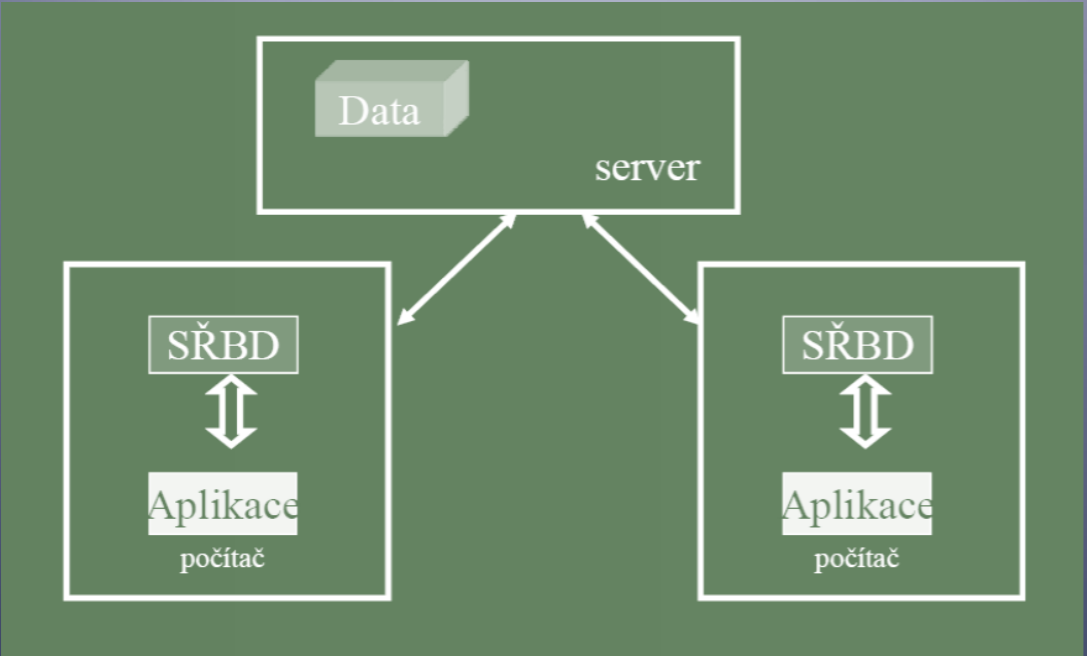 Data
server
SŘBD
Aplikace
počítač
SŘBD
Aplikace
počítač